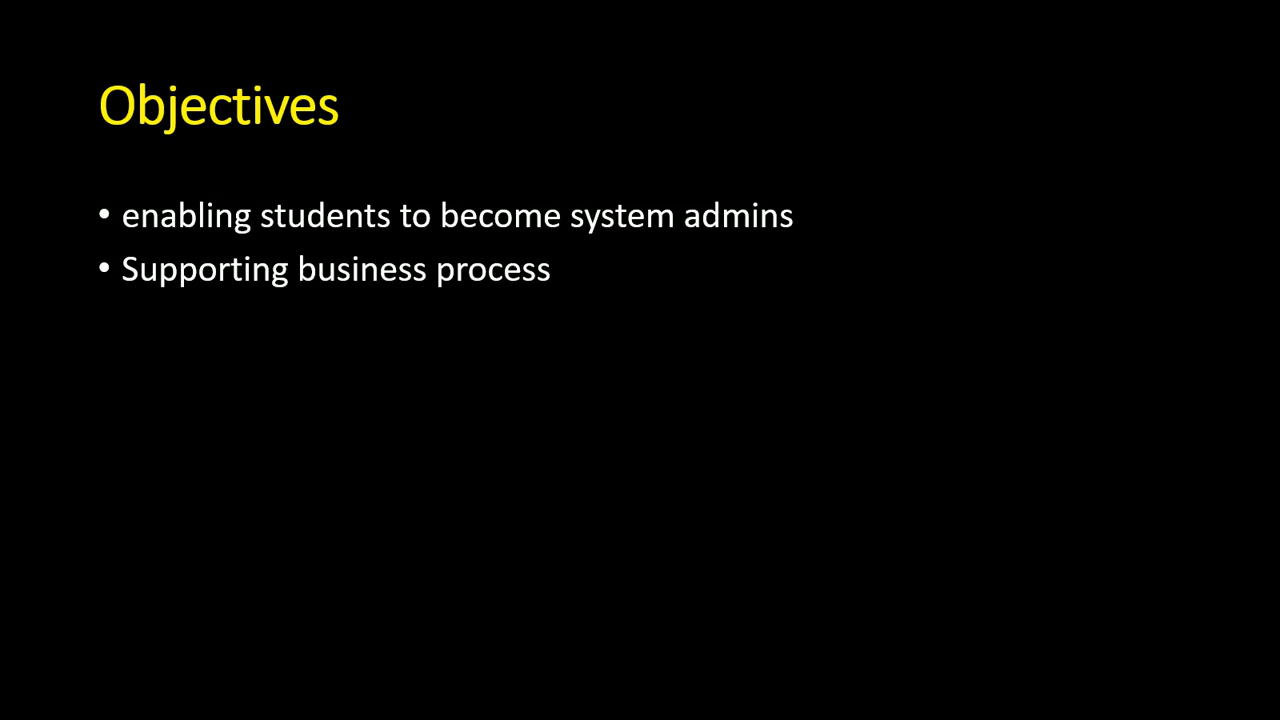 Objectives
• enabling students to become system admins
• Supporting business process